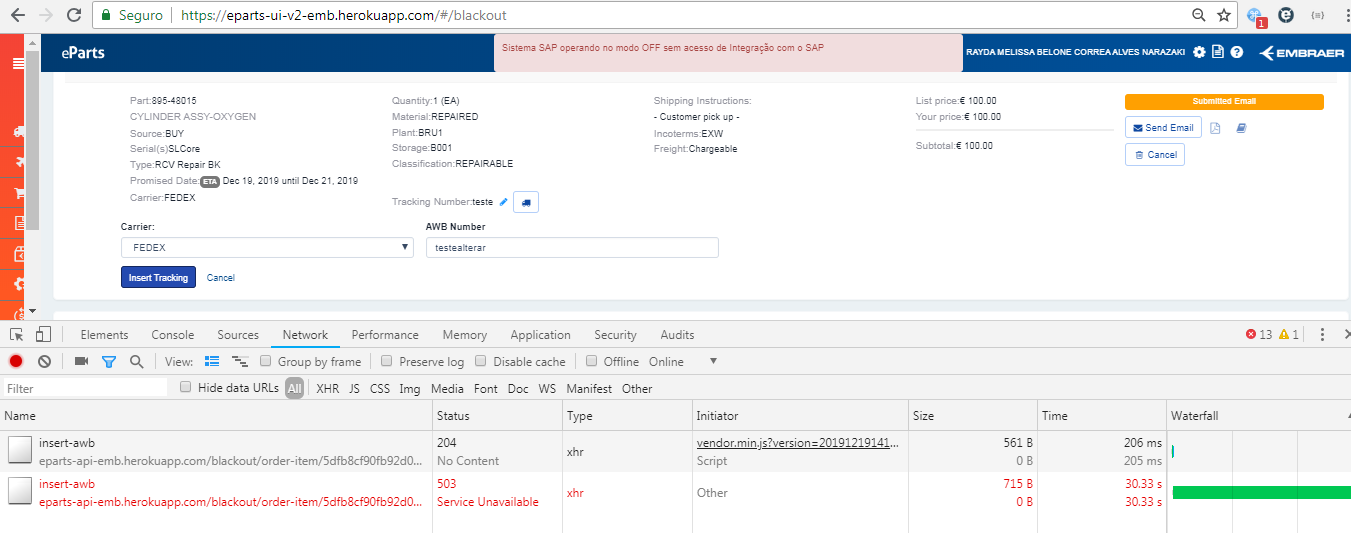 Seguro https://eparts-ui-v2-emb.herokuapp.com/#/blackout
1
eParts
Sistema SAP operando no modo OFF sem acesso de Integração com o SAP
RAYDA MELISSA BELONE CORREA ALVES NARAZAKI
EMBRAER
Part:895-48015
CYLINDER ASSY-OXYGEN
Source:BUY
Serial(s)SLCore
Type:RCV Repair BK
Promised Date: ETA Dec 19, 2019 until Dec 21, 2019
Carrier:FEDEX
Quantity:1 (EA)
Material:REPAIRED
Plant:BRU1
Storage:B001
Classification:REPAIRABLE
Tracking Number:teste
Shipping Instructions:
- Customer pick up -
Incoterms:EXW
Freight:Chargeable
List price:€ 100.00
Your price:€ 100.00
Subtotal:€ 100.00
Submitted Email
Send Email
Cancel
Carrier:
FEDEX
AWB Number
testealterar
Insert Tracking Cancel
Elements Console Sources Network Performance Memory Application Security Audits 13 1
View: Group by frame Preserve log Disable cache Offline Online
Filter Hide data URLs All XHR JS CSS Img Media Font Doc WS Manifest Other
Name Status Type Initiator Size Time Waterfall
insert-awb 204 xhr vendor.min.js?version=20191219141... 561 B 206 ms
eparts-api-emb.herokuapp.com/blackout/order-item/5dfb8cf90fb92d0... No Content Script 0 B 205 ms
insert-awb 503 xhr Other 715 B 30.33 s
eparts-api-emb.herokuapp.com/blackout/order-item/5dfb8cf90fb92d0... Service Unavailable 0 B 30.33 s